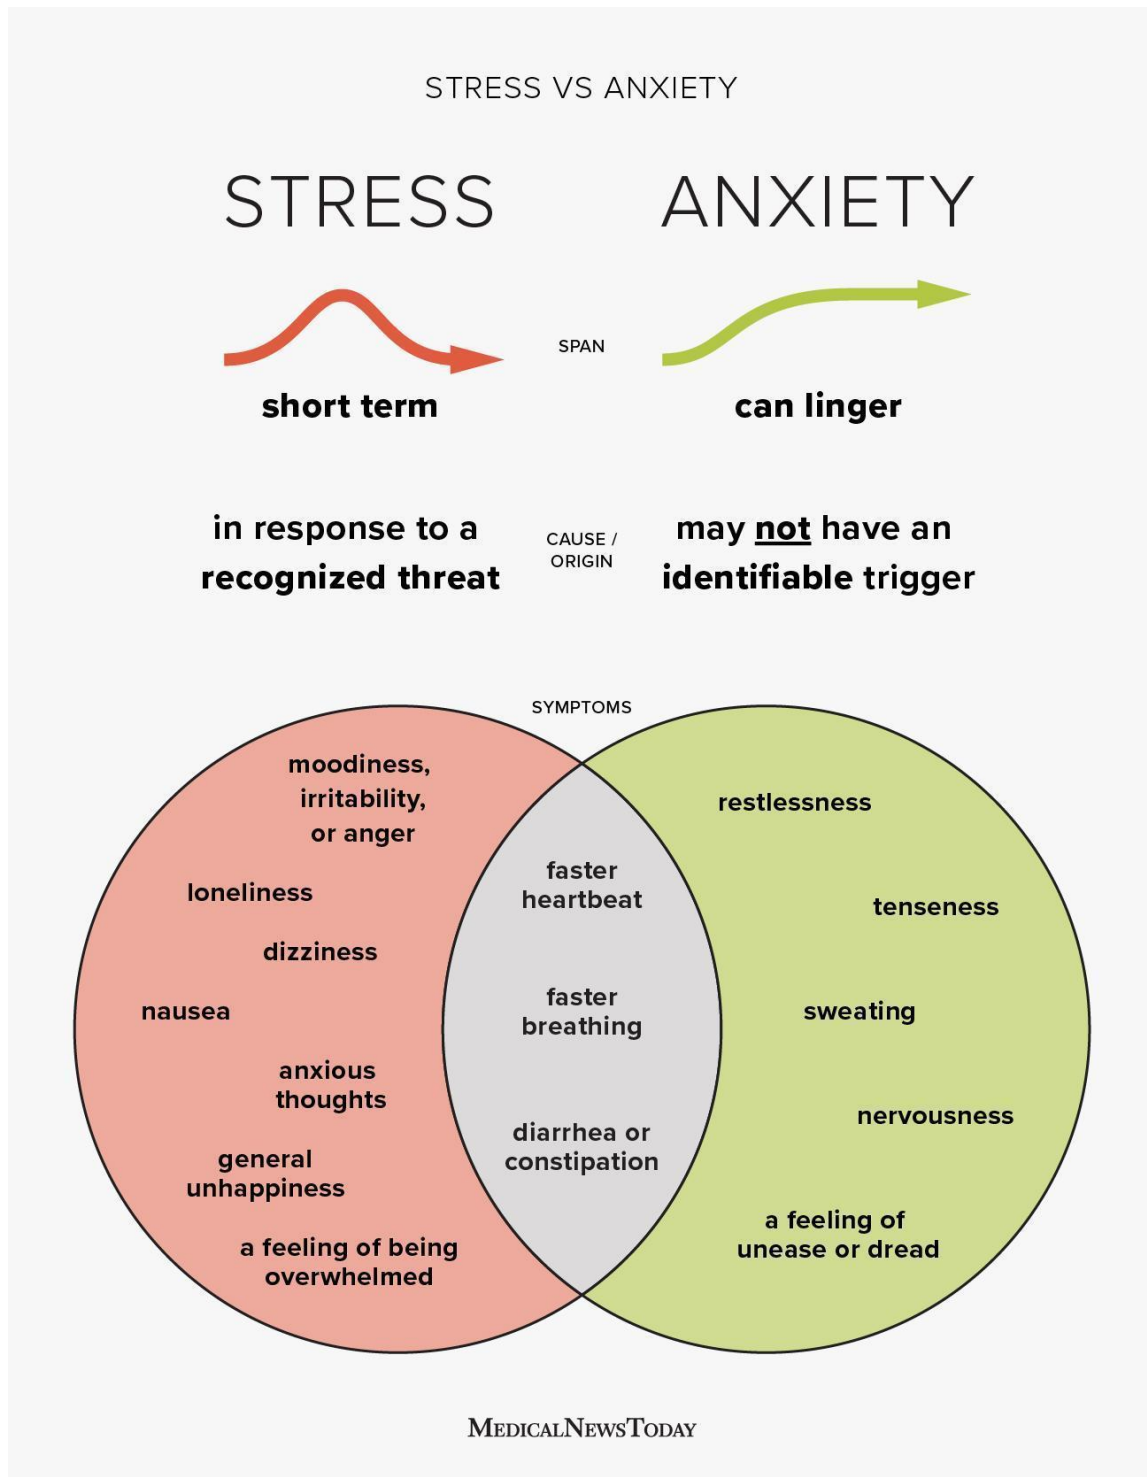 STRESS VS ANXIETY
STRESS
ANXIETY
SPAN
short term
can linger
in response to a
recognized threat
CAUSE /
ORIGIN
may not have an
identifiable trigger
SYMPTOMS
moodiness,
irritability,
or anger
loneliness
dizziness
nausea
anxious
thoughts
general
unhappiness
a feeling of being
overwhelmed
faster
heartbeat
faster
breathing
diarrhea or
constipation
restlessness
tenseness
sweating
nervousness
a feeling of
unease or dread
MEDICALNEWSTODAY